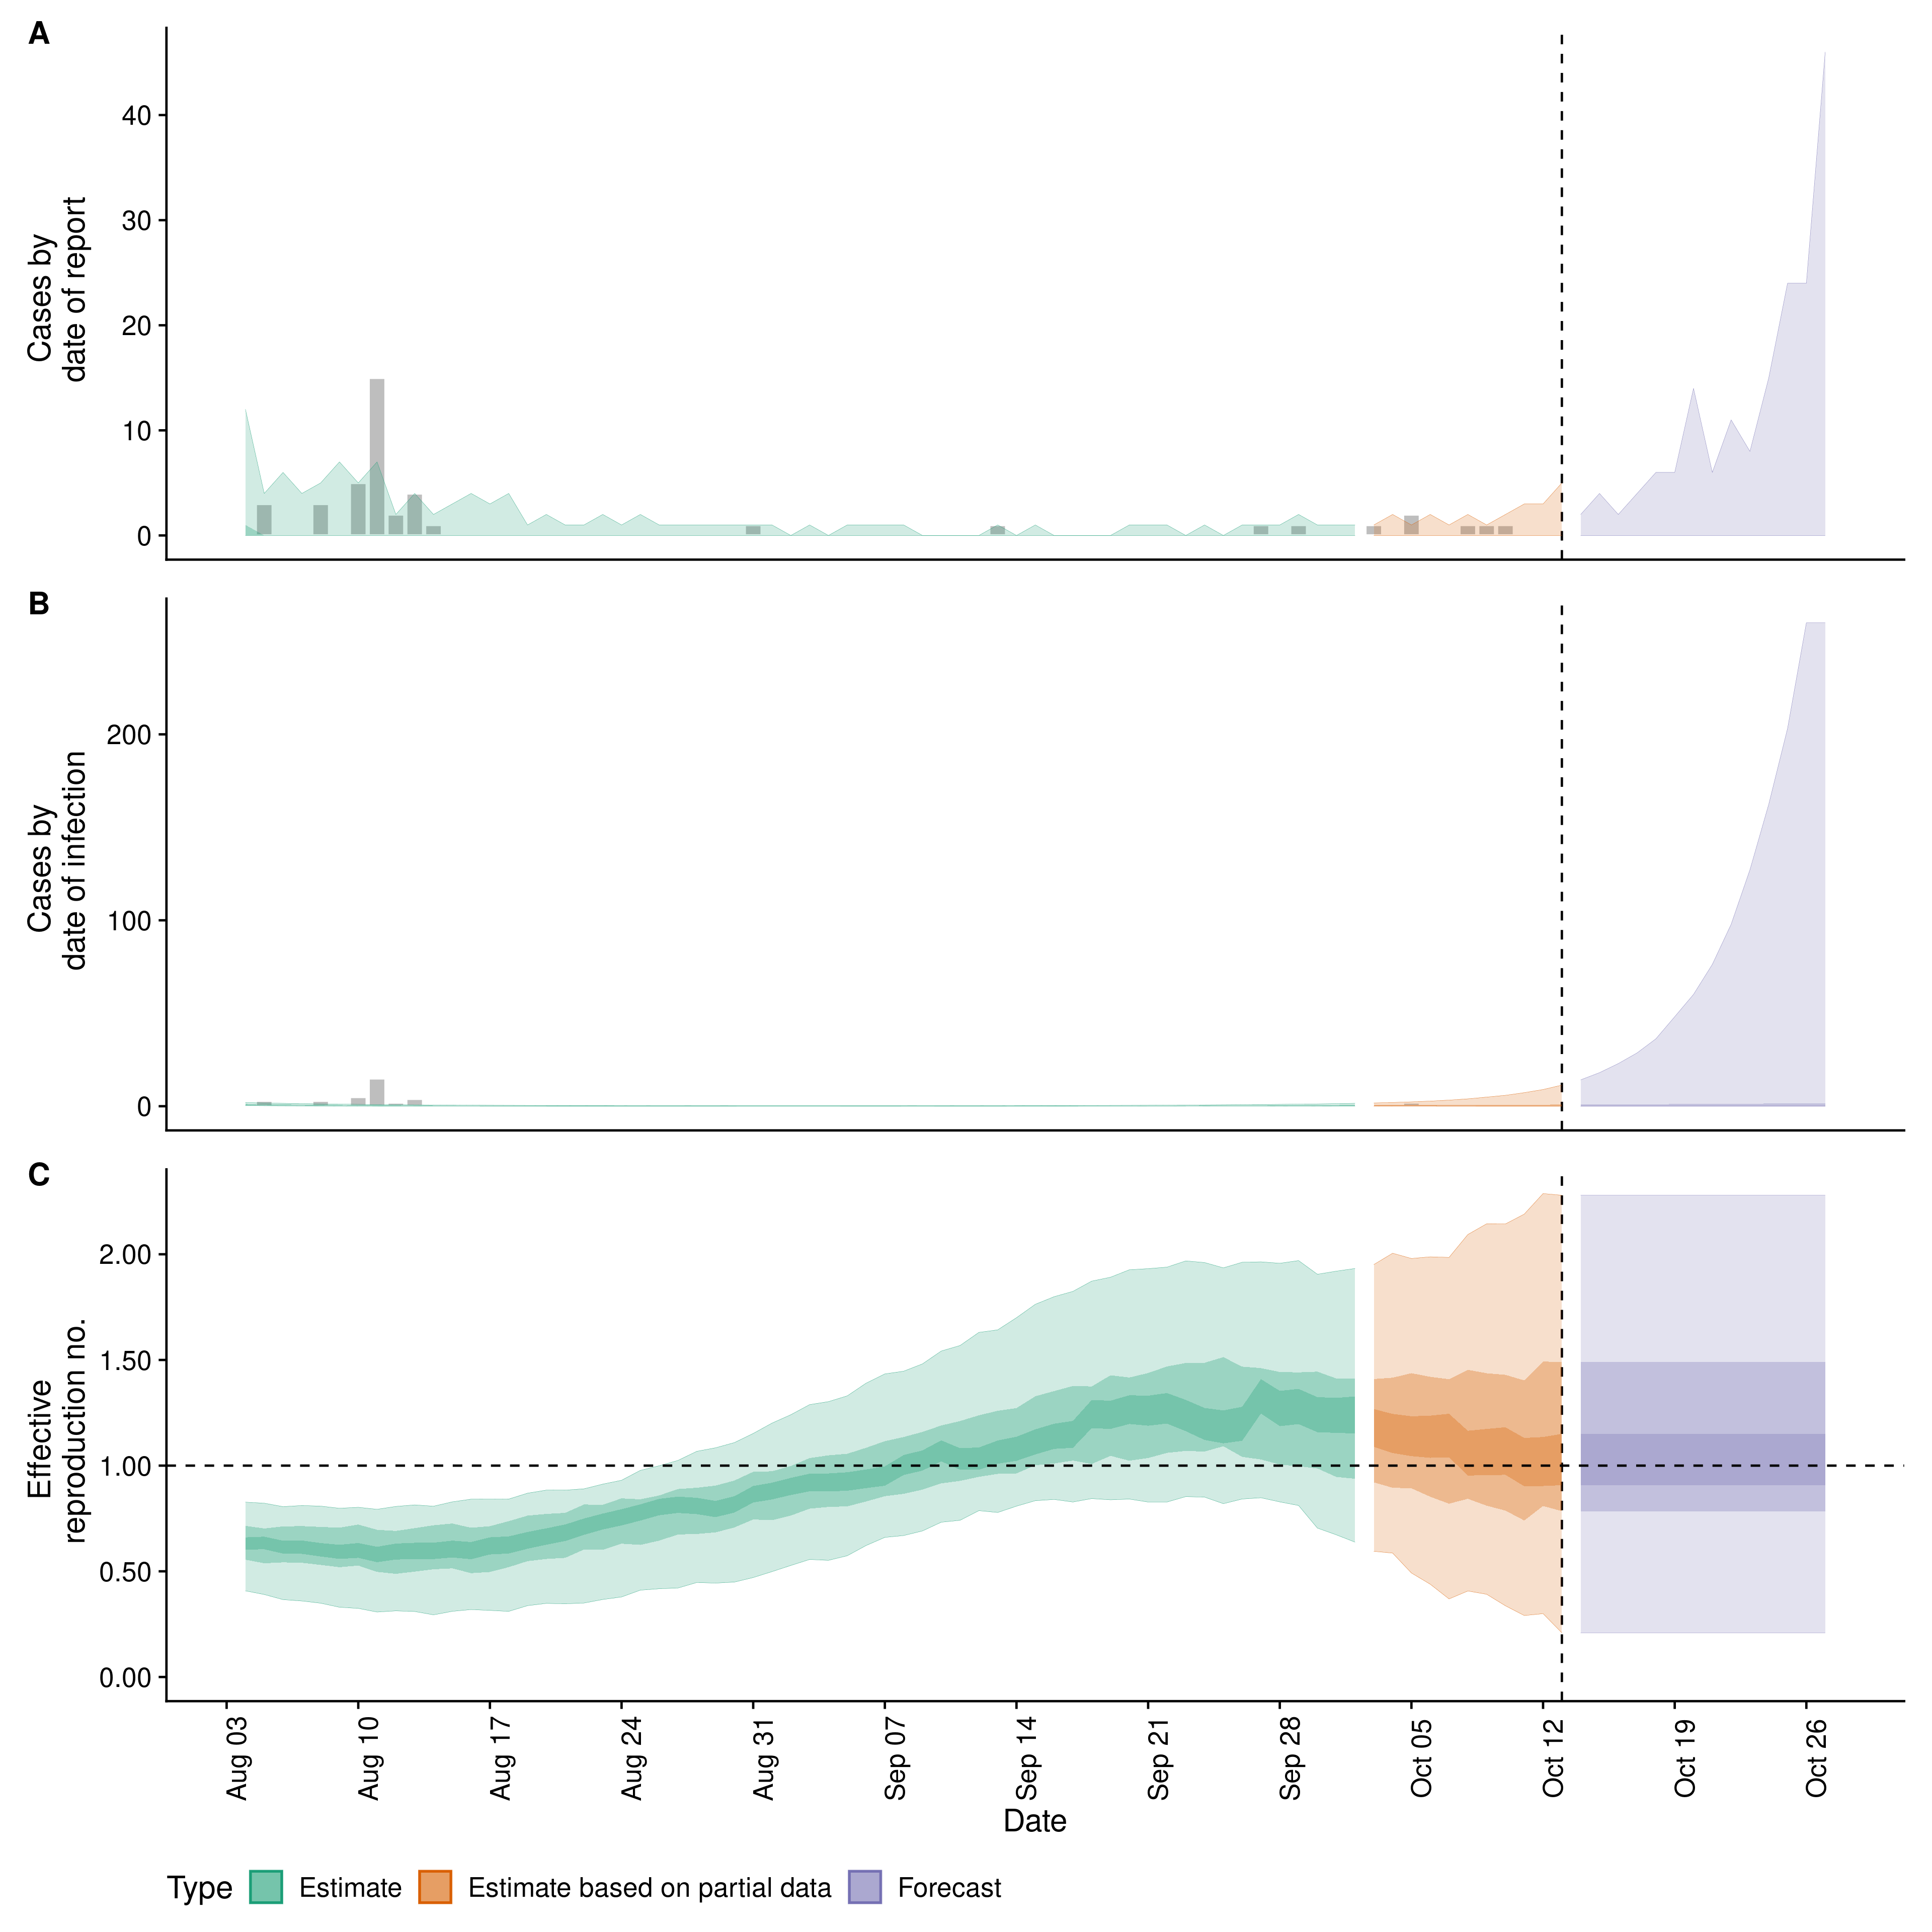 A
Cases by
date of report
40
30
20
10
0
B
Cases by
date of infection
200
100
0
C
Effective
reproduction no.
2.00
1.50
1.00
0.50
0.00
Aug 03
Aug 10
Aug 17
Aug 24
Aug 31
Sep 07
Sep 14
Sep 21
Sep 28
Oct 05
Oct 12
Oct 19
Oct 26
Date
Type Estimate Estimate based on partial data Forecast